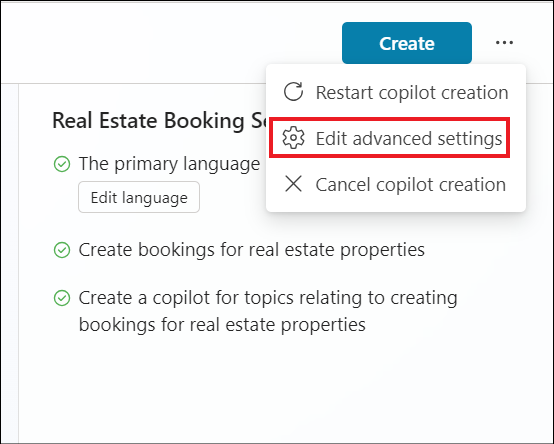 Create ...
Restart copilot creation
Real Estate Booking
Edit advanced settings
The primary language
Edit language
Cancel copilot creation
Create bookings for real estate properties
Create a copilot for topics relating to creating
bookings for real estate properties